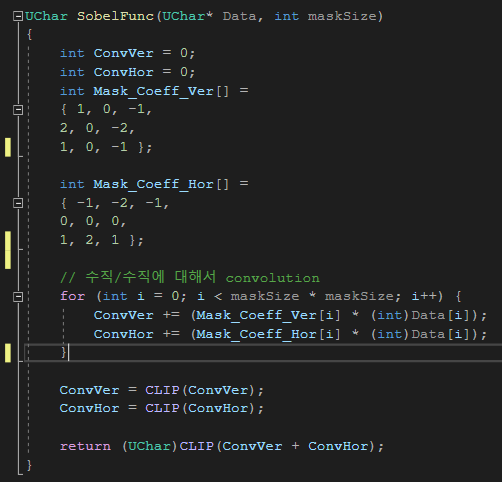 UChar SobelFunc(UChar* Data, int maskSize)
{
int ConvVer = 0;
int ConvHor = 0;
int Mask_Coeff_Ver[] =
{ 1, 0, -1,
2, 0, -2,
1, 0, -1 };
int Mask_Coeff_Hor[] =
{ -1, -2, -1,
0, 0, 0,
1, 2, 1 };
// 수직/수직에 대해서 convolution
for (int i = 0; i < maskSize * maskSize; i++) {
ConvVer += (Mask_Coeff_Ver[i] * (int)Data[i]);
ConvHor += (Mask_Coeff_Hor[i] * (int)Data[i]);
}
ConvVer = CLIP(ConvVer);
ConvHor = CLIP(ConvHor);
return (UChar)CLIP(ConvVer + ConvHor);
}